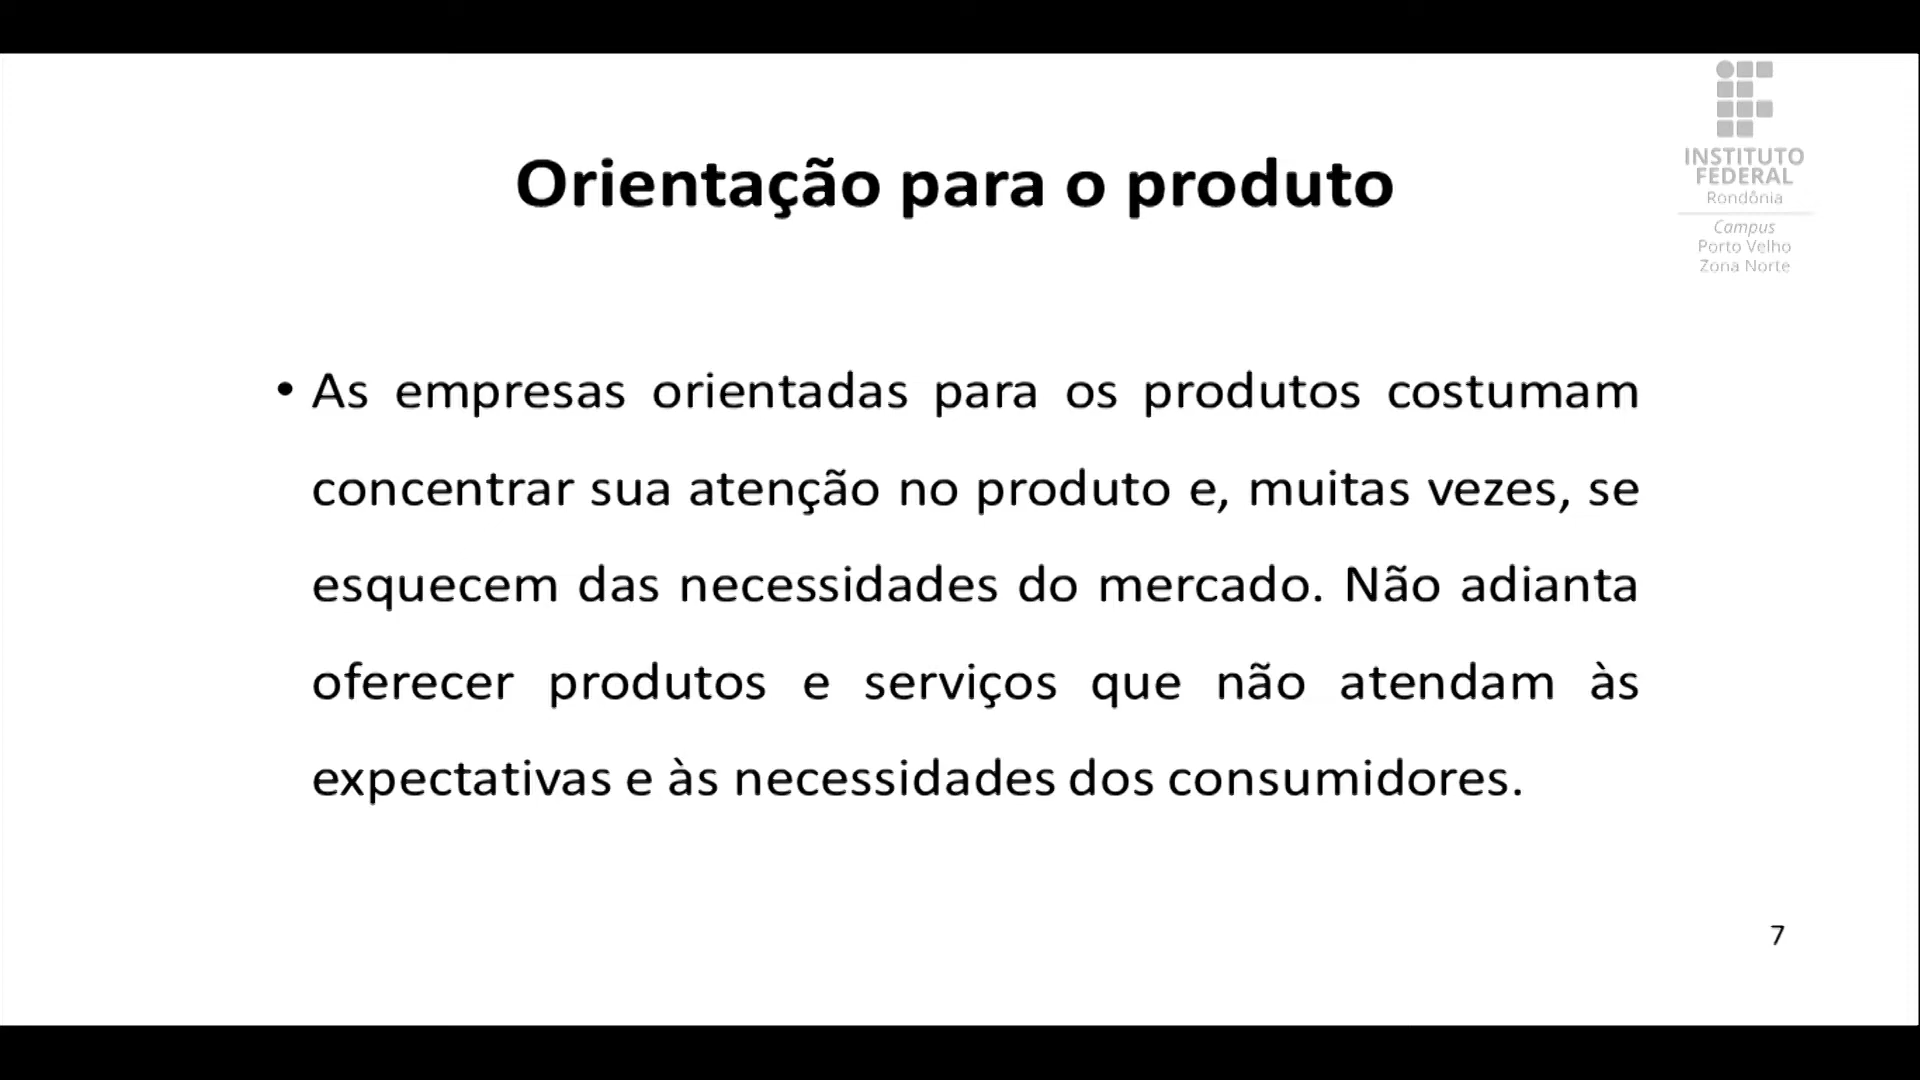 INSTITUTO
FEDERAL
Rondônia
Campus
Porto Velho
Zona Norte
Orientação para o produto
• As empresas orientadas para os produtos costumam
concentrar sua atenção no produto e, muitas vezes, se
esquecem das necessidades do mercado. Não adianta
oferecer produtos e serviços que não atendam às
expectativas e às necessidades dos consumidores.
7